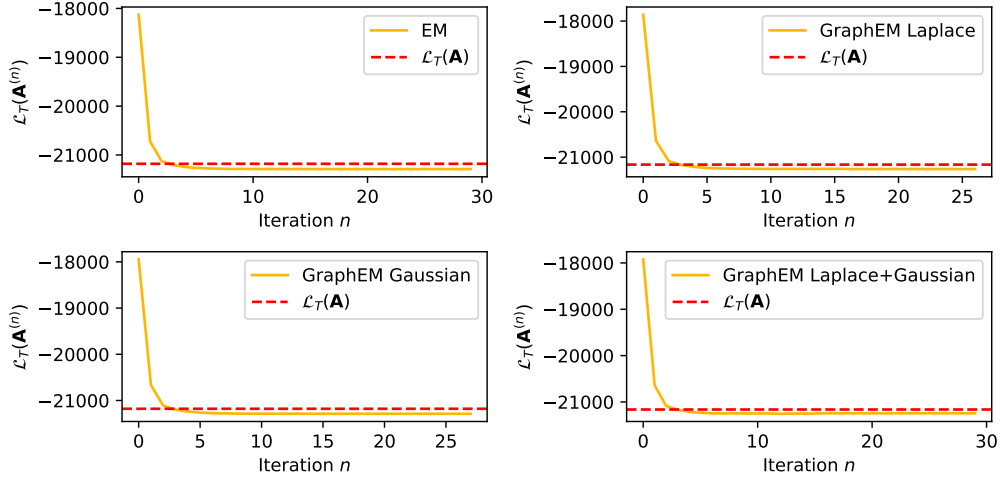 EM
ℒ_T(𝐀)
−18000
−19000
−20000
−21000
ℒ_T(𝐀^(n))
0 10 20 30
Iteration n
GraphEM Laplace
ℒ_T(𝐀)
−18000
−19000
−20000
−21000
ℒ_T(𝐀^(n))
0 5 10 15 20 25
Iteration n
GraphEM Gaussian
ℒ_T(𝐀)
−18000
−19000
−20000
−21000
ℒ_T(𝐀^(n))
0 5 10 15 20 25
Iteration n
GraphEM Laplace+Gaussian
ℒ_T(𝐀)
−18000
−19000
−20000
−21000
ℒ_T(𝐀^(n))
0 10 20 30
Iteration n